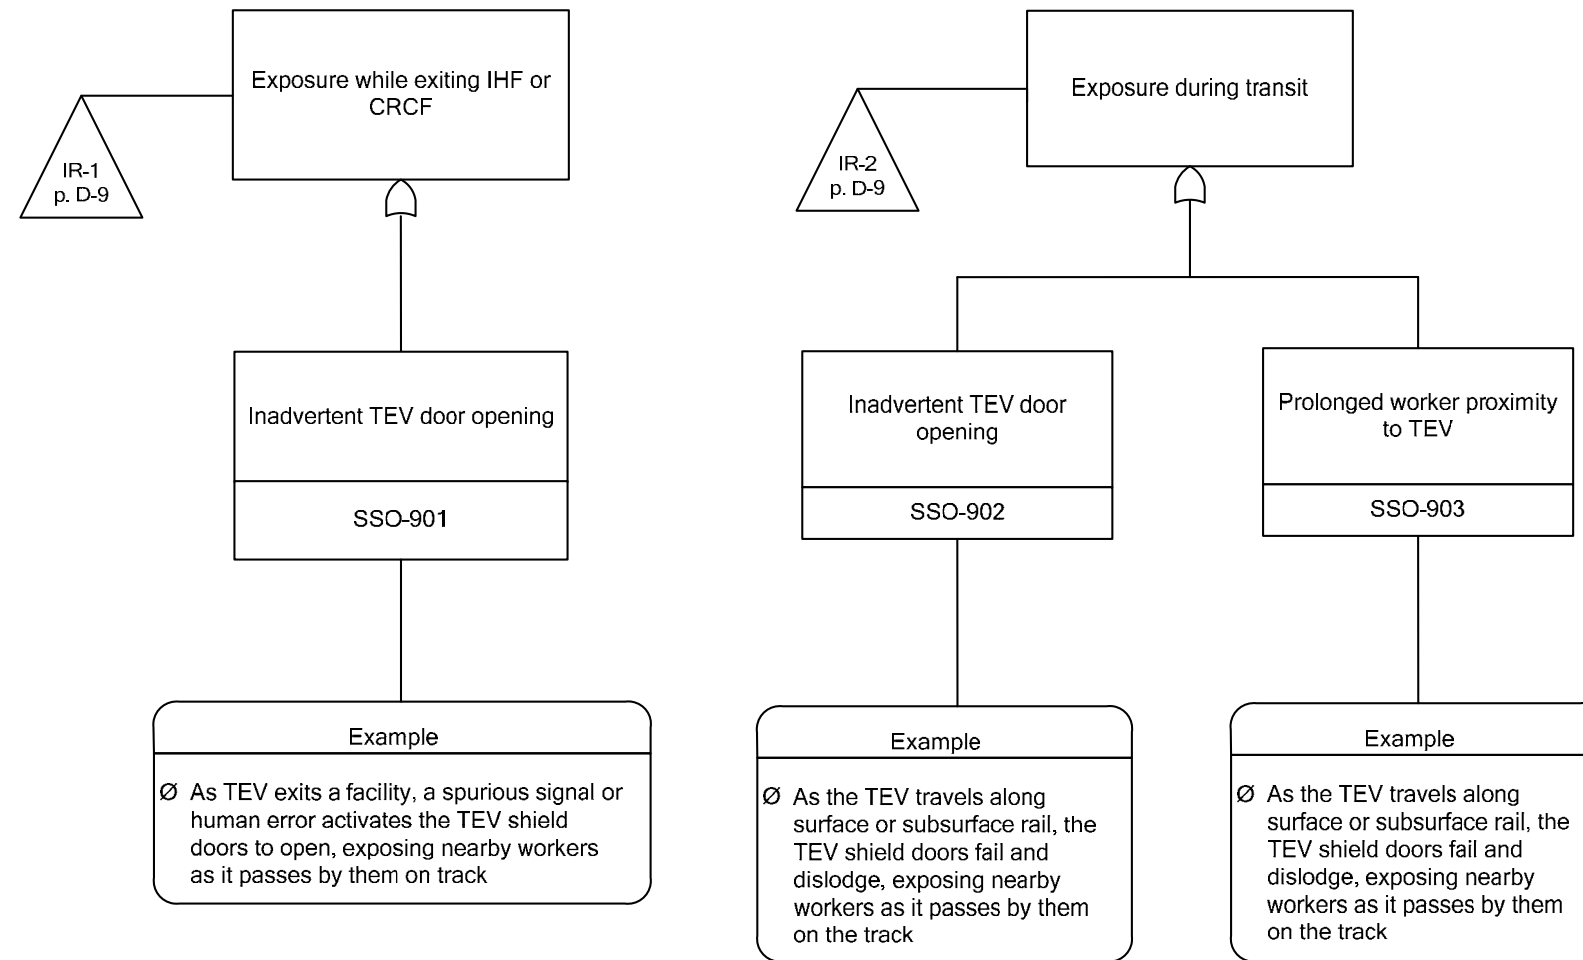 Exposure while exiting IHF or
CRCF
IR-1
p. D-9
Inadvertent TEV door opening
SSO-901
Example
Ø As TEV exits a facility, a spurious signal or
human error activates the TEV shield
doors to open, exposing nearby workers
as it passes by them on track
Exposure during transit
IR-2
p. D-9
Inadvertent TEV door
opening
SSO-902
Example
Ø As the TEV travels along
surface or subsurface rail, the
TEV shield doors fail and
dislodge, exposing nearby
workers as it passes by them
on the track
Prolonged worker proximity
to TEV
SSO-903
Example
Ø As the TEV travels along
surface or subsurface rail, the
TEV shield doors fail and
dislodge, exposing nearby
workers as it passes by them
on the track